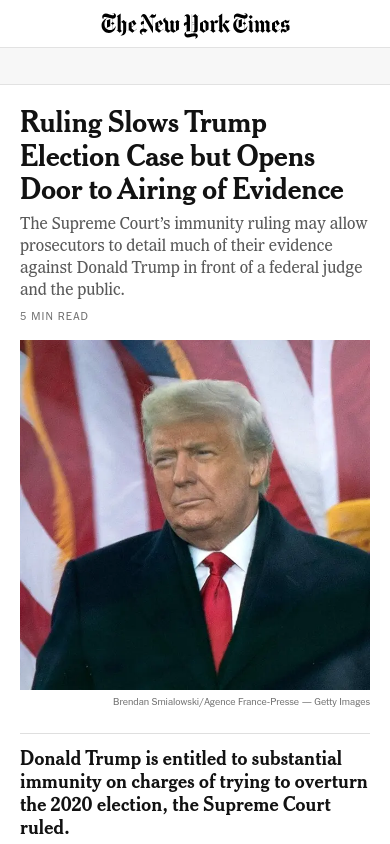 The New York Times
Ruling Slows Trump
Election Case but Opens
Door to Airing of Evidence
The Supreme Court’s immunity ruling may allow
prosecutors to detail much of their evidence
against Donald Trump in front of a federal judge
and the public.
5 MIN READ
Brendan Smialowski/Agence France-Presse — Getty Images
Donald Trump is entitled to substantial
immunity on charges of trying to overturn
the 2020 election, the Supreme Court
ruled.